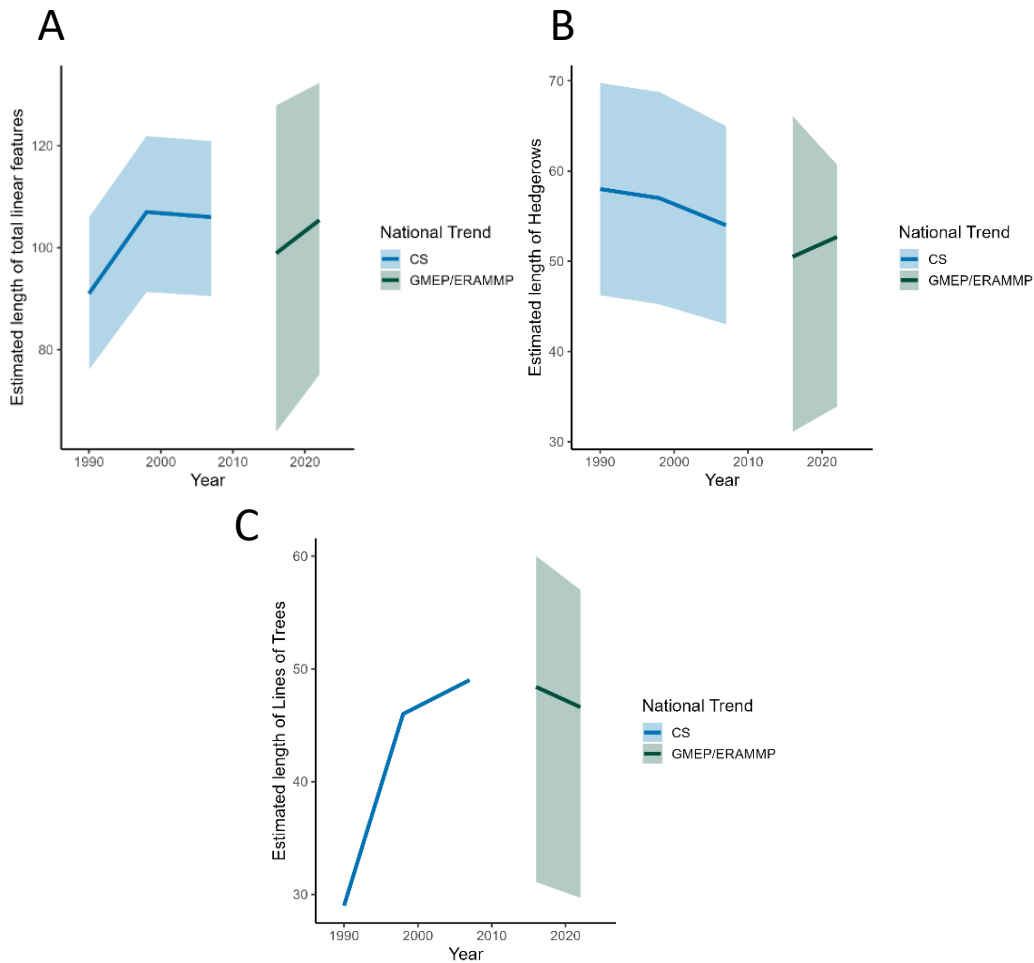 A
Estimated length of total linear features
120
100
80
1990
2000
2010
2020
Year
National Trend
CS
GMEP/ERAMMP
B
Estimated length of Hedgerows
70
60
50
40
30
1990
2000
2010
2020
Year
National Trend
CS
GMEP/ERAMMP
C
Estimated length of Lines of Trees
60
50
40
30
1990
2000
2010
2020
Year
National Trend
CS
GMEP/ERAMMP